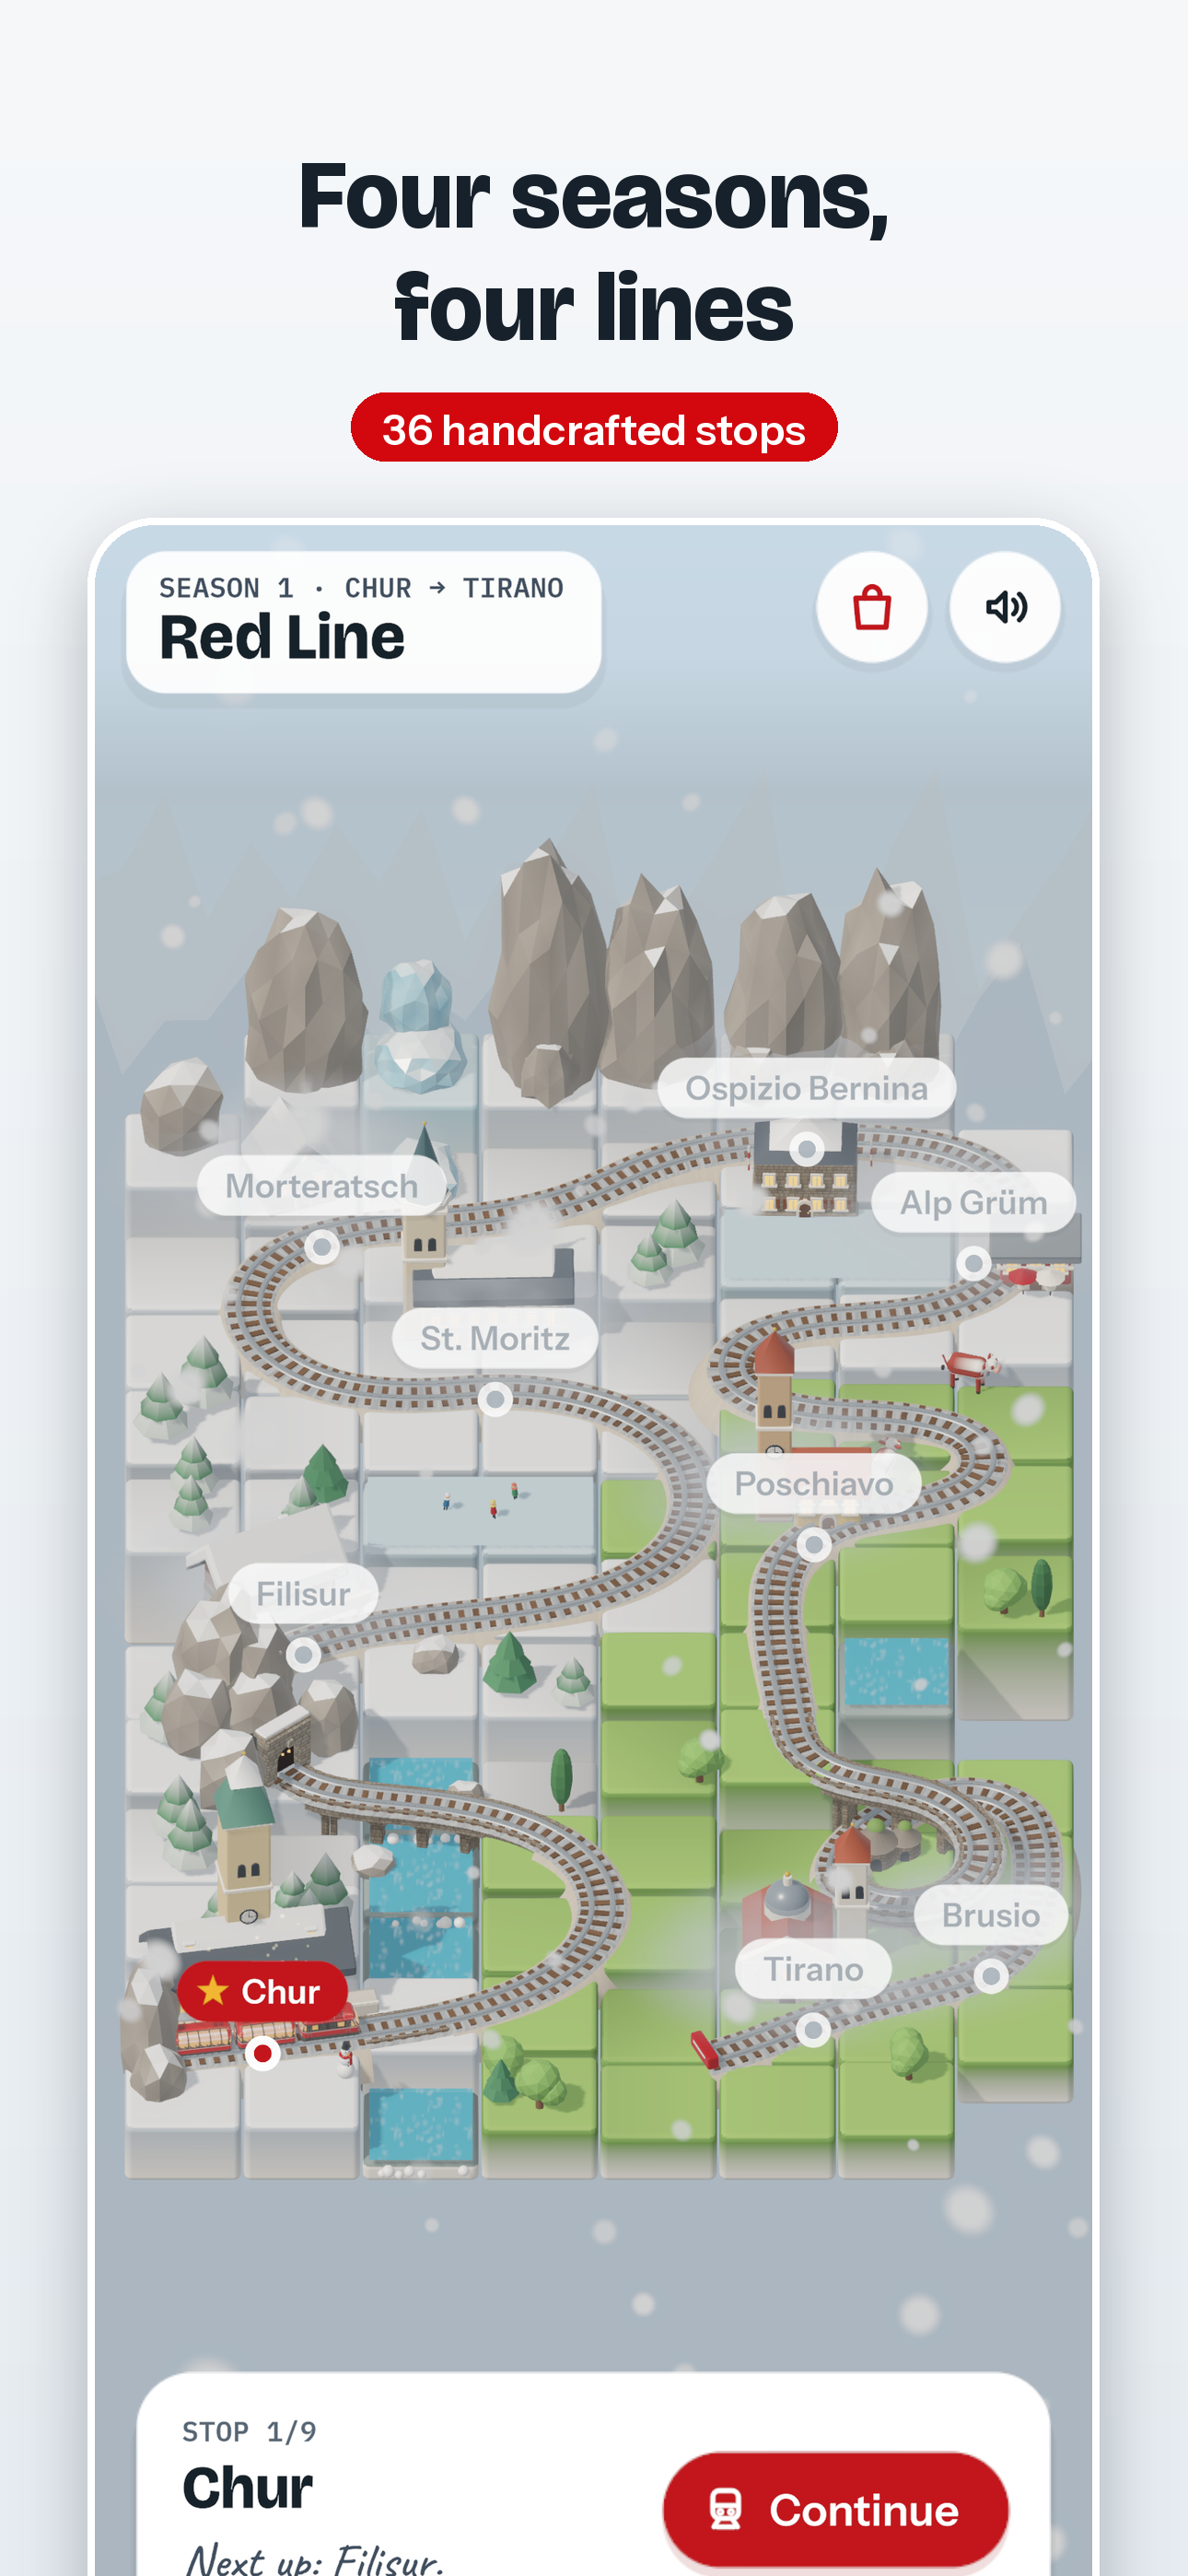 Four seasons,
four lines
36 handcrafted stops
SEASON 1 · CHUR → TIRANO
Red Line
Ospizio Bernina
Morteratsch
Alp Grüm
St. Moritz
Poschiavo
Filisur
Brusio
Tirano
Chur
STOP 1/9
Chur
Continue
Next up: Filisur.